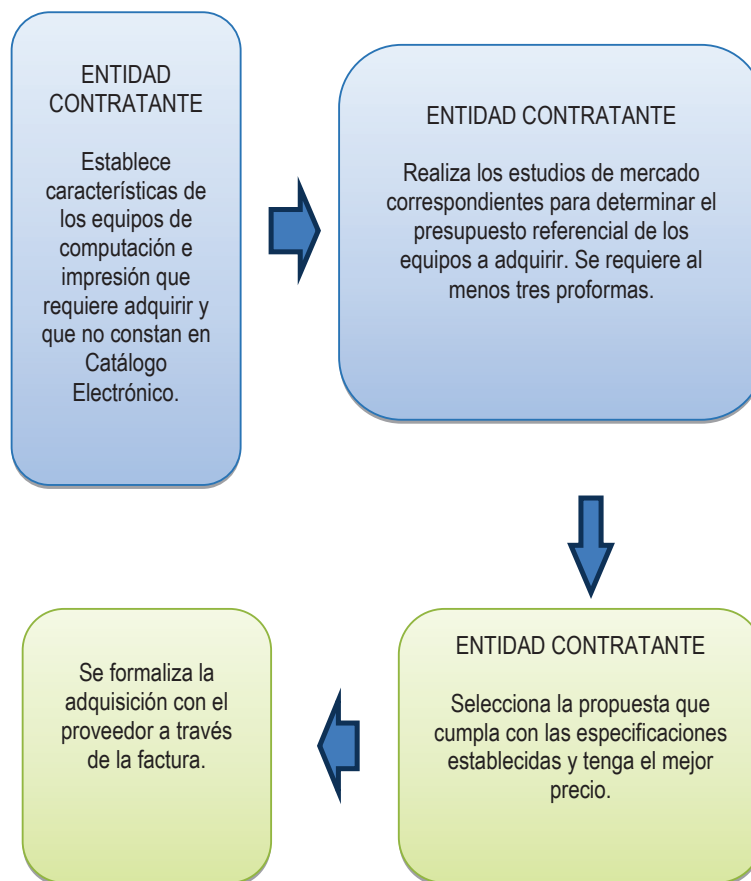 ENTIDAD
CONTRATANTE
Establece
características de
los equipos de
computación e
impresión que
requiere adquirir y
que no constan en
Catálogo
Electrónico.
ENTIDAD CONTRATANTE
Realiza los estudios de mercado
correspondientes para determinar el
presupuesto referencial de los
equipos a adquirir. Se requiere al
menos tres proformas.
ENTIDAD CONTRATANTE
Selecciona la propuesta que
cumpla con las especificaciones
establecidas y tenga el mejor
precio.
Se formaliza la
adquisición con el
proveedor a través
de la factura.